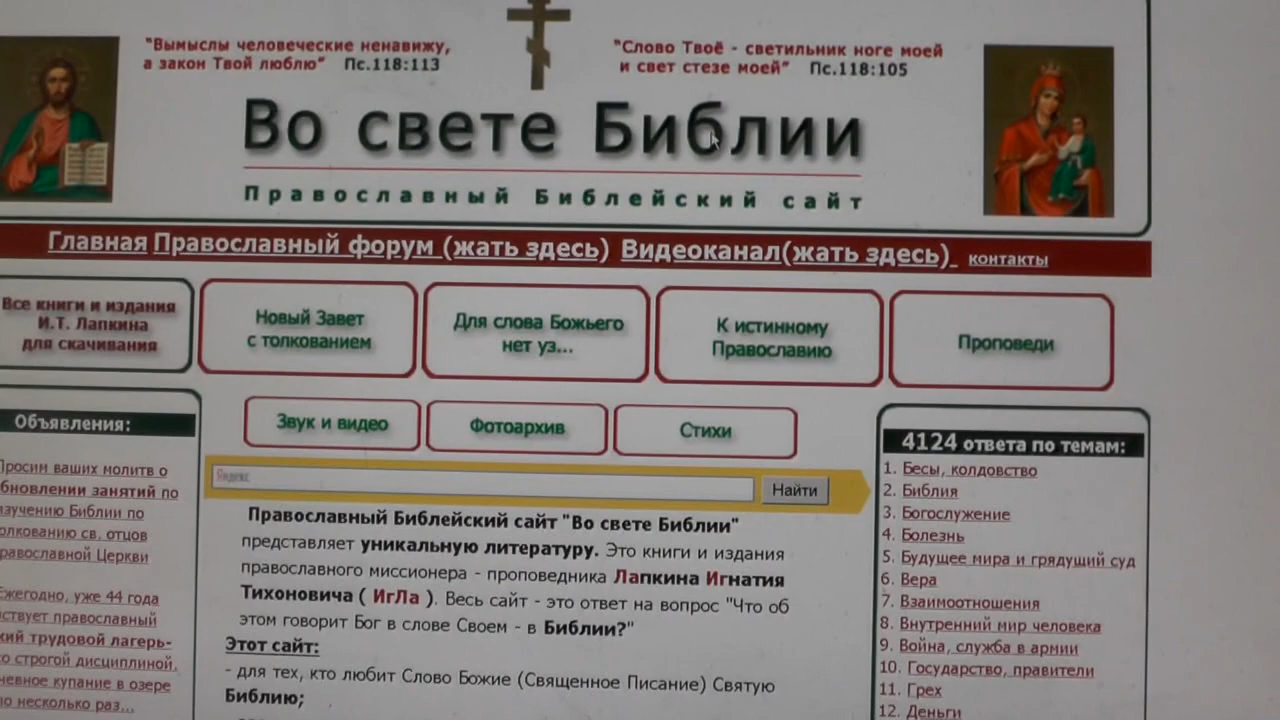 "Вымыслы человеческие ненавижу,
а закон Твой люблю" Пс.118:113
"Слово Твоё - светильник ноге моей
и свет стезе моей" Пс.118:105
Во свете Библии
Православный Библейский сайт
Главная Православный форум (жать здесь) Видеоканал(жать здесь) контакты
Все книги и издания
И.Т. Лапкина
для скачивания
Новый Завет
с толкованием
Для слова Божьего
нет уз...
К истинному
Православию
Проповеди
Звук и видео
Фотоархив
Стихи
Объявления:
Просим ваших молитв о
занятий по
Библии по
св. отцов
Церкви
Ежегодно, уже 44 года
православный
трудовой лагерь-
со строгой дисциплиной,
купание в озере
по несколько раз...
Яндекс
Найти
Православный Библейский сайт "Во свете Библии"
представляет уникальную литературу. Это книги и издания
православного миссионера - проповедника Лапкина Игнатия
Тихоновича ( ИгЛа ). Весь сайт - это ответ на вопрос "Что об
этом говорит Бог в слове Своем - в Библии?"
Этот сайт:
- для тех, кто любит Слово Божие (Священное Писание) Святую
Библию;
4124 ответа по темам:
1. Бесы, колдовство
2. Библия
3. Богослужение
4. Болезнь
5. Будущее мира и грядущий суд
6. Вера
7. Взаимоотношения
8. Внутренний мир человека
9. Война, служба в армии
10. Государство, правители
11. Грех
12. Деньги